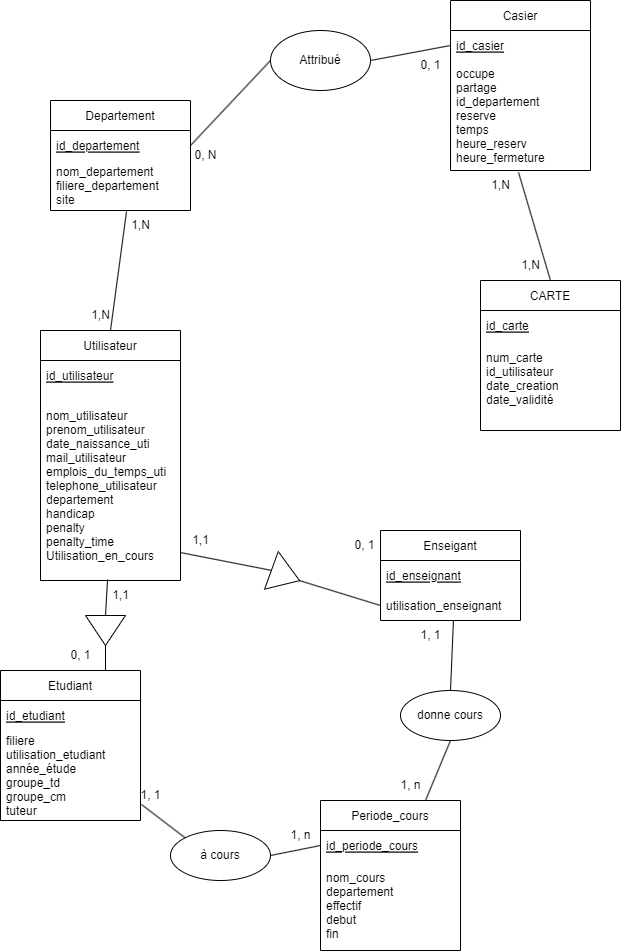 Casier
id_casier
occupe
partage
id_departement
reserve
temps
heure_reserv
heure_fermeture
Attribué
0, 1
Departement
id_departement
nom_departement
filiere_departement
site
0, N
1,N
1,N
1,N
1,N
CARTE
id_carte
num_carte
id_utilisateur
date_creation
date_validité
Utilisateur
id_utilisateur
nom_utilisateur
prenom_utilisateur
date_naissance_uti
mail_utilisateur
emplois_du_temps_uti
telephone_utilisateur
departement
handicap
penalty
penalty_time
Utilisation_en_cours
1,1
0, 1
Enseigant
id_enseignant
utilisation_enseignant
1,1
0, 1
1, 1
Etudiant
id_etudiant
filiere
utilisation_etudiant
année_étude
groupe_td
groupe_cm
tuteur
donne cours
1, n
1, 1
à cours
1, n
Periode_cours
id_periode_cours
nom_cours
departement
effectif
debut
fin